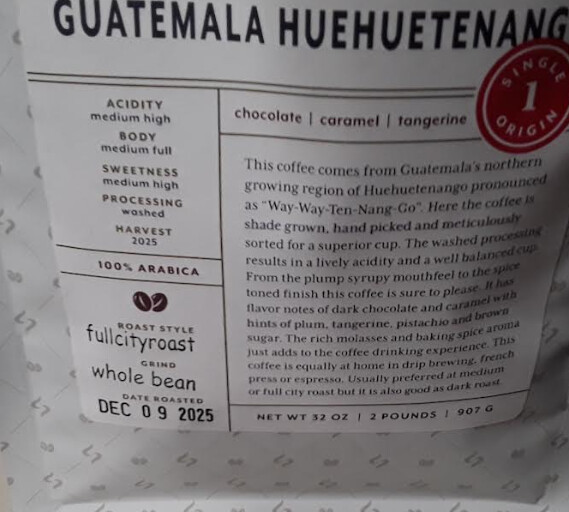 GUATEMALA HUEHUETENANG
SINGLE
1
ORIGIN
ACIDITY
medium high
BODY
medium full
SWEETNESS
medium high
PROCESSING
washed
HARVEST
2025
100% ARABICA
ROAST STYLE
fullcityroast
GRIND
whole bean
DATE ROASTED
DEC 09 2025
chocolate | caramel | tangerine
This coffee comes from Guatemala's northern
growing region of Huehuetenango pronounced
as "Way-Way-Ten-Nang-Go". Here the coffee is
shade grown, hand picked and meticulously
sorted for a superior cup. The washed processing
results in a lively acidity and a well balanced cup.
From the plump syrupy mouthfeel to the spice
toned finish this coffee is sure to please. It has
flavor notes of dark chocolate and caramel with
hints of plum, tangerine, pistachio and brown
sugar. The rich molasses and baking spice aroma
just adds to the coffee drinking experience. This
coffee is equally at home in drip brewing, french
press or espresso. Usually preferred at medium
or full city roast but it is also good as dark roast.
NET WT 32 OZ | 2 POUNDS | 907 G